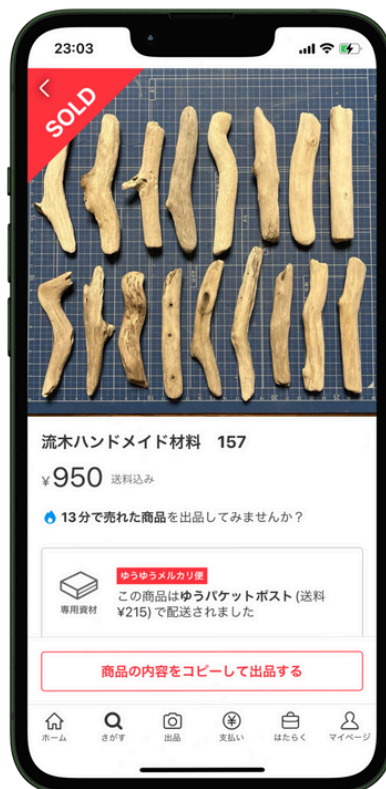 23:03
SOLD
流木ハンドメイド材料 157
¥950 送料込み
13分で売れた商品を出品してみませんか？
ゆうゆうメルカリ便
この商品はゆうパケットポスト(送料
¥215)で配送されました
専用資材
商品の内容をコピーして出品する
ホーム
さがす
出品
支払い
はたらく
マイページ